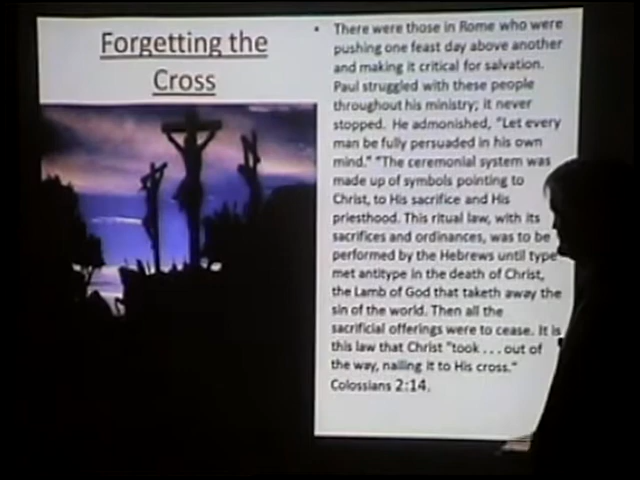 Forgetting the
Cross
• There were those in Rome who were
pushing one feast day above another
and making it critical for salvation.
Paul struggled with these people
throughout his ministry; it never
stopped. He admonished, "Let every
man be fully persuaded in his own
mind." "The ceremonial system was
made up of symbols pointing to
Christ, to His sacrifice and His
priesthood. This ritual law, with its
sacrifices and ordinances, was to be
performed by the Hebrews until type
met antitype in the death of Christ,
the Lamb of God that taketh away the
sin of the world. Then all the
sacrificial offerings were to cease. It is
this law that Christ "took . . . out of
the way, nailing it to His cross."
Colossians 2:14.